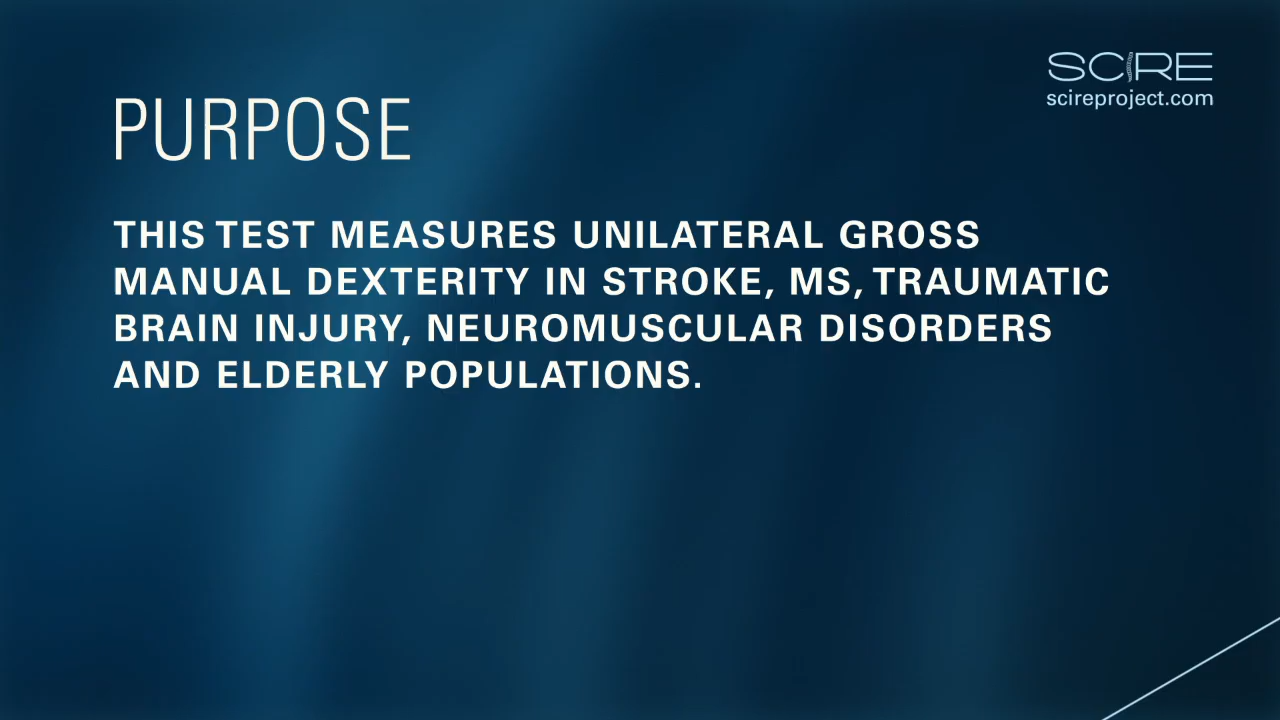 SCIRE
scireproject.com
PURPOSE
THIS TEST MEASURES UNILATERAL GROSS
MANUAL DEXTERITY IN STROKE, MS, TRAUMATIC
BRAIN INJURY, NEUROMUSCULAR DISORDERS
AND ELDERLY POPULATIONS.